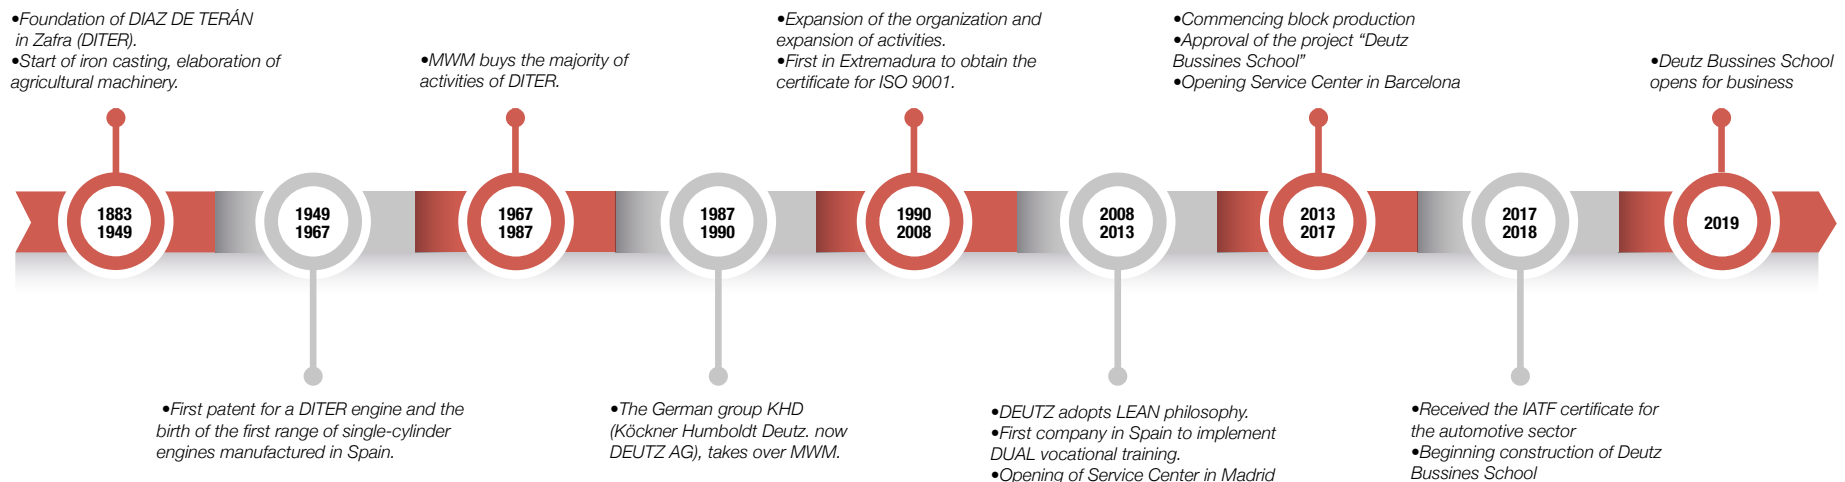 •Foundation of DIAZ DE TERÁN
in Zafra (DITER).
•Start of iron casting, elaboration of
agricultural machinery.
1883
1949
•First patent for a DITER engine and the
birth of the first range of single-cylinder
engines manufactured in Spain.
1949
1967
•MWM buys the majority of
activities of DITER.
1967
1987
•The German group KHD
(Köckner Humboldt Deutz. now
DEUTZ AG), takes over MWM.
1987
1990
•Expansion of the organization and
expansion of activities.
•First in Extremadura to obtain the
certificate for ISO 9001.
1990
2008
•DEUTZ adopts LEAN philosophy.
•First company in Spain to implement
DUAL vocational training.
•Opening of Service Center in Madrid
2008
2013
•Commencing block production
•Approval of the project “Deutz
Bussines School”
•Opening Service Center in Barcelona
2013
2017
•Received the IATF certificate for
the automotive sector
•Beginning construction of Deutz
Bussines School
2017
2018
•Deutz Bussines School
opens for business
2019